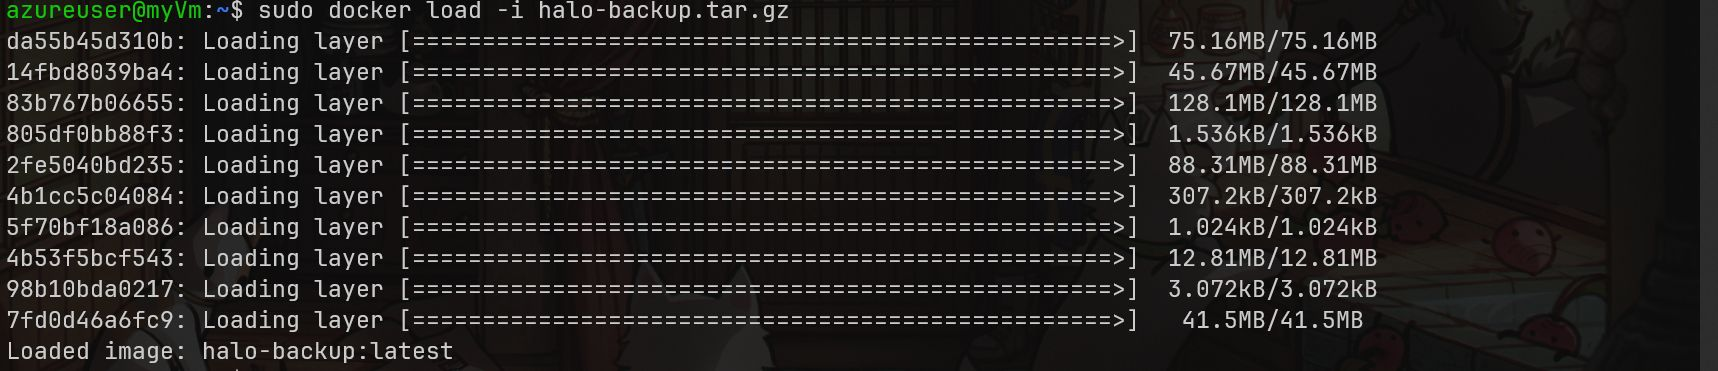 azureuser@myVm:~$ sudo docker load -i halo-backup.tar.gz
da55b45d310b: Loading layer [==================================================>]  75.16MB/75.16MB
14fbd8039ba4: Loading layer [==================================================>]  45.67MB/45.67MB
83b767b06655: Loading layer [==================================================>]  128.1MB/128.1MB
805df0bb88f3: Loading layer [==================================================>]  1.536kB/1.536kB
2fe5040bd235: Loading layer [==================================================>]  88.31MB/88.31MB
4b1cc5c04084: Loading layer [==================================================>]  307.2kB/307.2kB
5f70bf18a086: Loading layer [==================================================>]  1.024kB/1.024kB
4b53f5bcf543: Loading layer [==================================================>]  12.81MB/12.81MB
98b10bda0217: Loading layer [==================================================>]  3.072kB/3.072kB
7fd0d46a6fc9: Loading layer [==================================================>]   41.5MB/41.5MB
Loaded image: halo-backup:latest